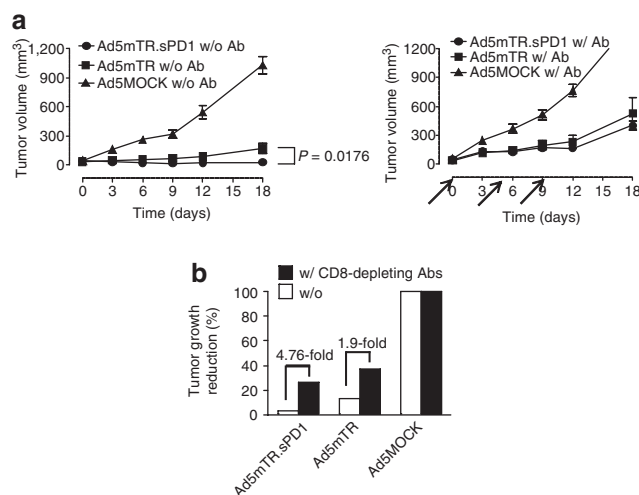 a
Ad5mTR.sPD1 w/o Ab
Ad5mTR w/o Ab
Ad5MOCK w/o Ab
Tumor volume (mm³)
1,200
900
600
300
0
P = 0.0176
0 3 6 9 12 18
Time (days)
Ad5mTR.sPD1 w/ Ab
Ad5mTR w/ Ab
Ad5MOCK w/ Ab
Tumor volume (mm³)
1,200
900
600
300
0
0 3 6 9 12 18
Time (days)
b
w/ CD8-depleting Abs
w/o
Tumor growth
reduction (%)
100
80
60
40
20
0
4.76-fold
1.9-fold
Ad5mTR.sPD1
Ad5mTR
Ad5MOCK